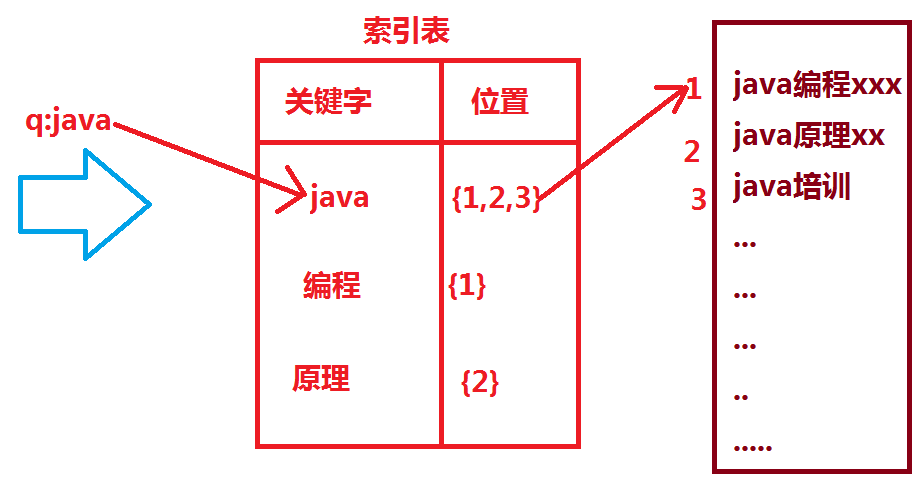 索引表
关键字 位置
q:java
java {1,2,3}
编程 {1}
原理 {2}
1 java编程xxx
2 java原理xx
3 java培训
...
...
...
..
.....